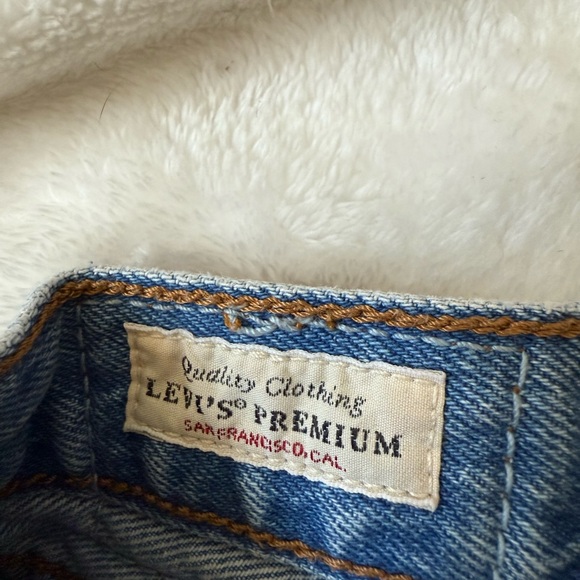 Quality Clothing
LEVI'S® PREMIUM
SAN FRANCISCO, CAL.